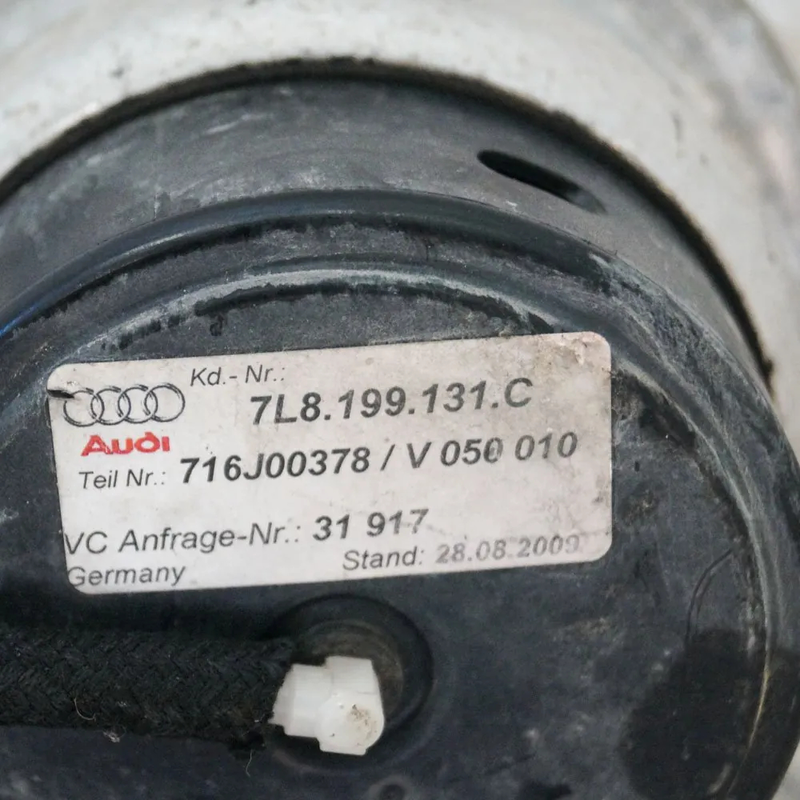 Kd.- Nr.:
7L8.199.131.C
Audi
Teil Nr.: 716J00378 / V 050 010
VC Anfrage-Nr.: 31 917
Stand: 28.08.2009
Germany